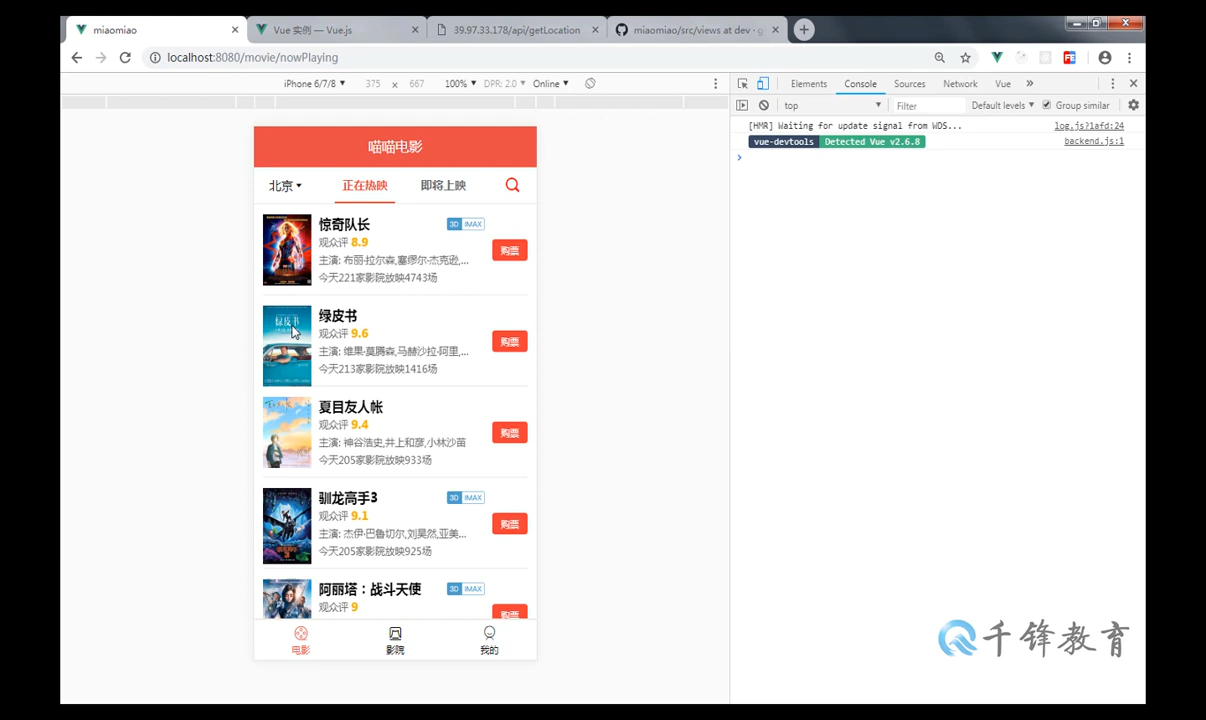 miaomiao
Vue 实例 — Vue.js
39.97.33.178/api/getLocation
miaomiao/src/views at dev · g
localhost:8080/movie/nowPlaying
iPhone 6/7/8 ▼ 375 x 667 100% ▼ DPR: 2.0 ▼ Online ▼
Elements Console Sources Network Vue »
top Filter Default levels ▼ Group similar
[HMR] Waiting for update signal from WDS... log.js?1afd:24
vue-devtools Detected Vue v2.6.8 backend.js:1
喵喵电影
北京 正在热映 即将上映
惊奇队长 3D IMAX
观众评 8.9
购票
主演: 布丽·拉尔森,塞缪尔·杰克逊,...
今天221家影院放映4743场
绿皮书
绿皮书
观众评 9.6
购票
主演: 维果·莫腾森,马赫沙拉·阿里,...
今天213家影院放映1416场
夏目友人帐
观众评 9.4
购票
主演: 神谷浩史,井上和彦,小林沙苗
今天205家影院放映933场
驯龙高手3 3D IMAX
观众评 9.1
购票
主演: 杰伊·巴鲁切尔,刘昊然,亚美...
今天205家影院放映925场
阿丽塔：战斗天使 3D IMAX
观众评 9
购票
电影 影院 我的
千锋教育